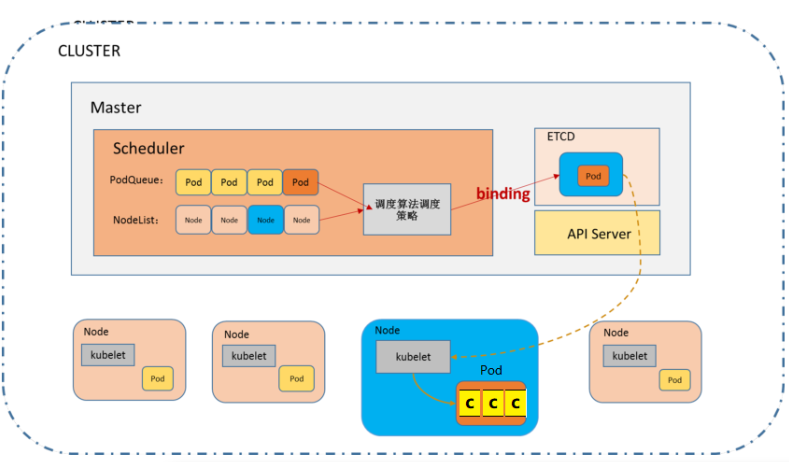 CLUSTER
Master
Scheduler
PodQueue：
Pod
Pod
Pod
Pod
NodeList：
Node
Node
Node
Node
调度算法调度
策略
binding
ETCD
Pod
API Server
Node
kubelet
Pod
Node
kubelet
Pod
Node
kubelet
Pod
C
C
C
Node
kubelet
Pod